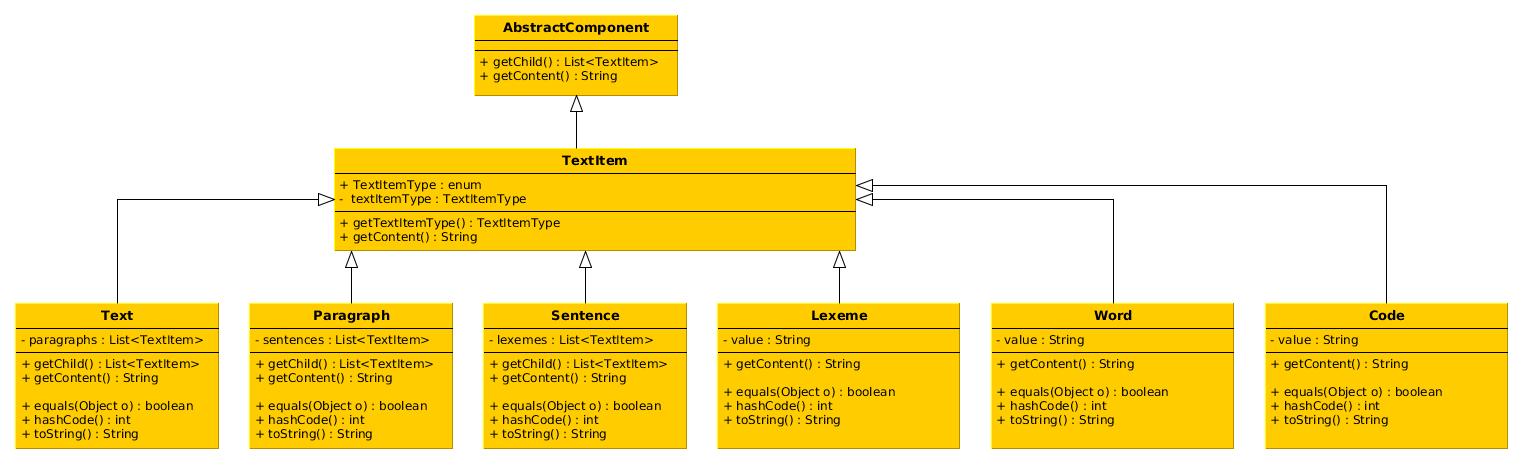 AbstractComponent
+ getChild() : List<TextItem>
+ getContent() : String
TextItem
+ TextItemType : enum
- textItemType : TextItemType
+ getTextItemType() : TextItemType
+ getContent() : String
Text
- paragraphs : List<TextItem>
+ getChild() : List<TextItem>
+ getContent() : String
+ equals(Object o) : boolean
+ hashCode() : int
+ toString() : String
Paragraph
- sentences : List<TextItem>
+ getChild() : List<TextItem>
+ getContent() : String
+ equals(Object o) : boolean
+ hashCode() : int
+ toString() : String
Sentence
- lexemes : List<TextItem>
+ getChild() : List<TextItem>
+ getContent() : String
+ equals(Object o) : boolean
+ hashCode() : int
+ toString() : String
Lexeme
- value : String
+ getContent() : String
+ equals(Object o) : boolean
+ hashCode() : int
+ toString() : String
Word
- value : String
+ getContent() : String
+ equals(Object o) : boolean
+ hashCode() : int
+ toString() : String
Code
- value : String
+ getContent() : String
+ equals(Object o) : boolean
+ hashCode() : int
+ toString() : String